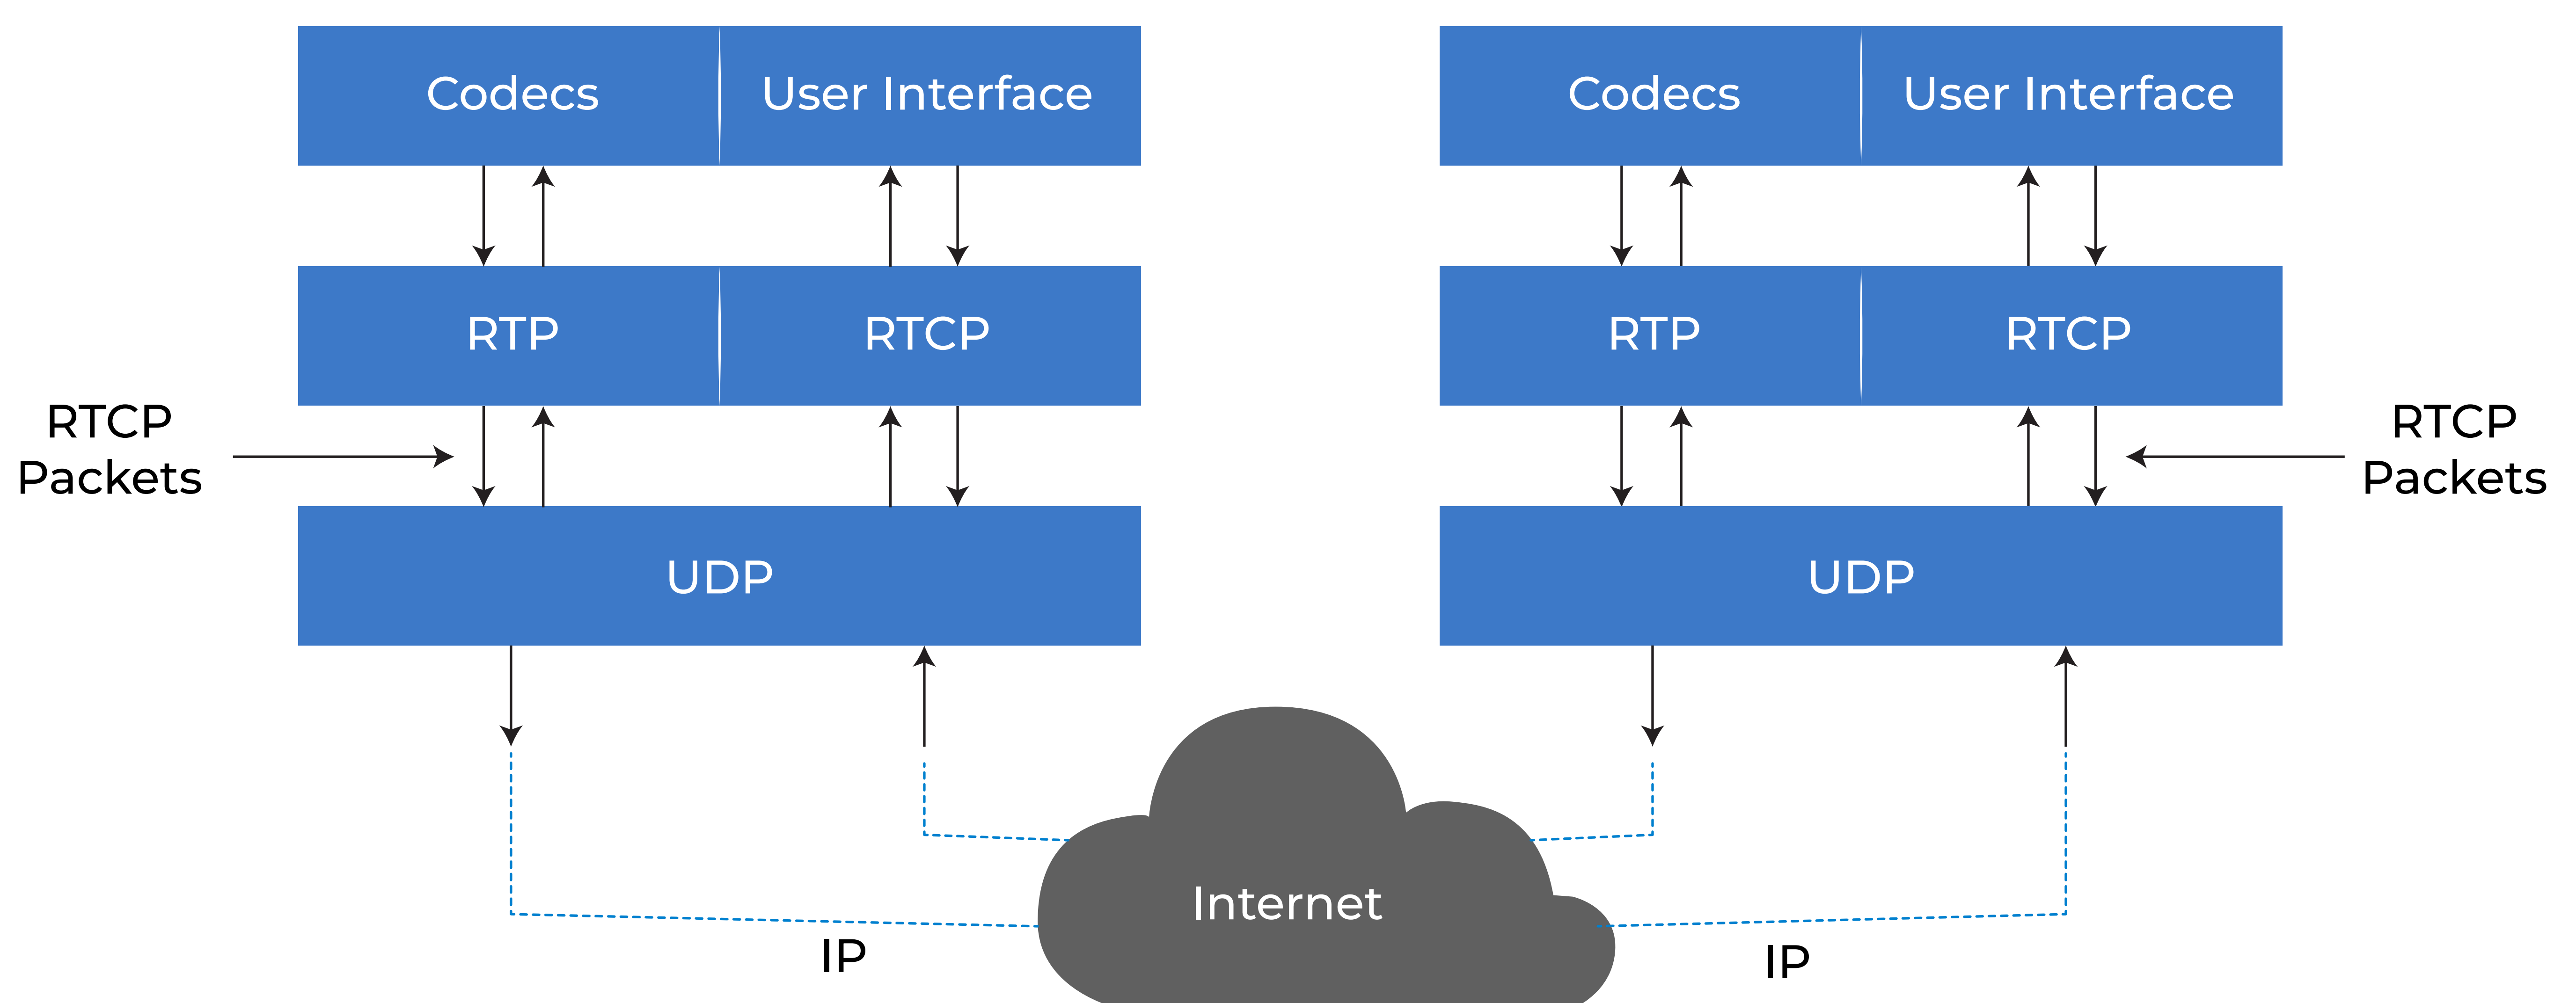 Codecs
User Interface
Codecs
User Interface
RTP
RTCP
RTP
RTCP
RTCP
Packets
RTCP
Packets
UDP
UDP
Internet
IP
IP